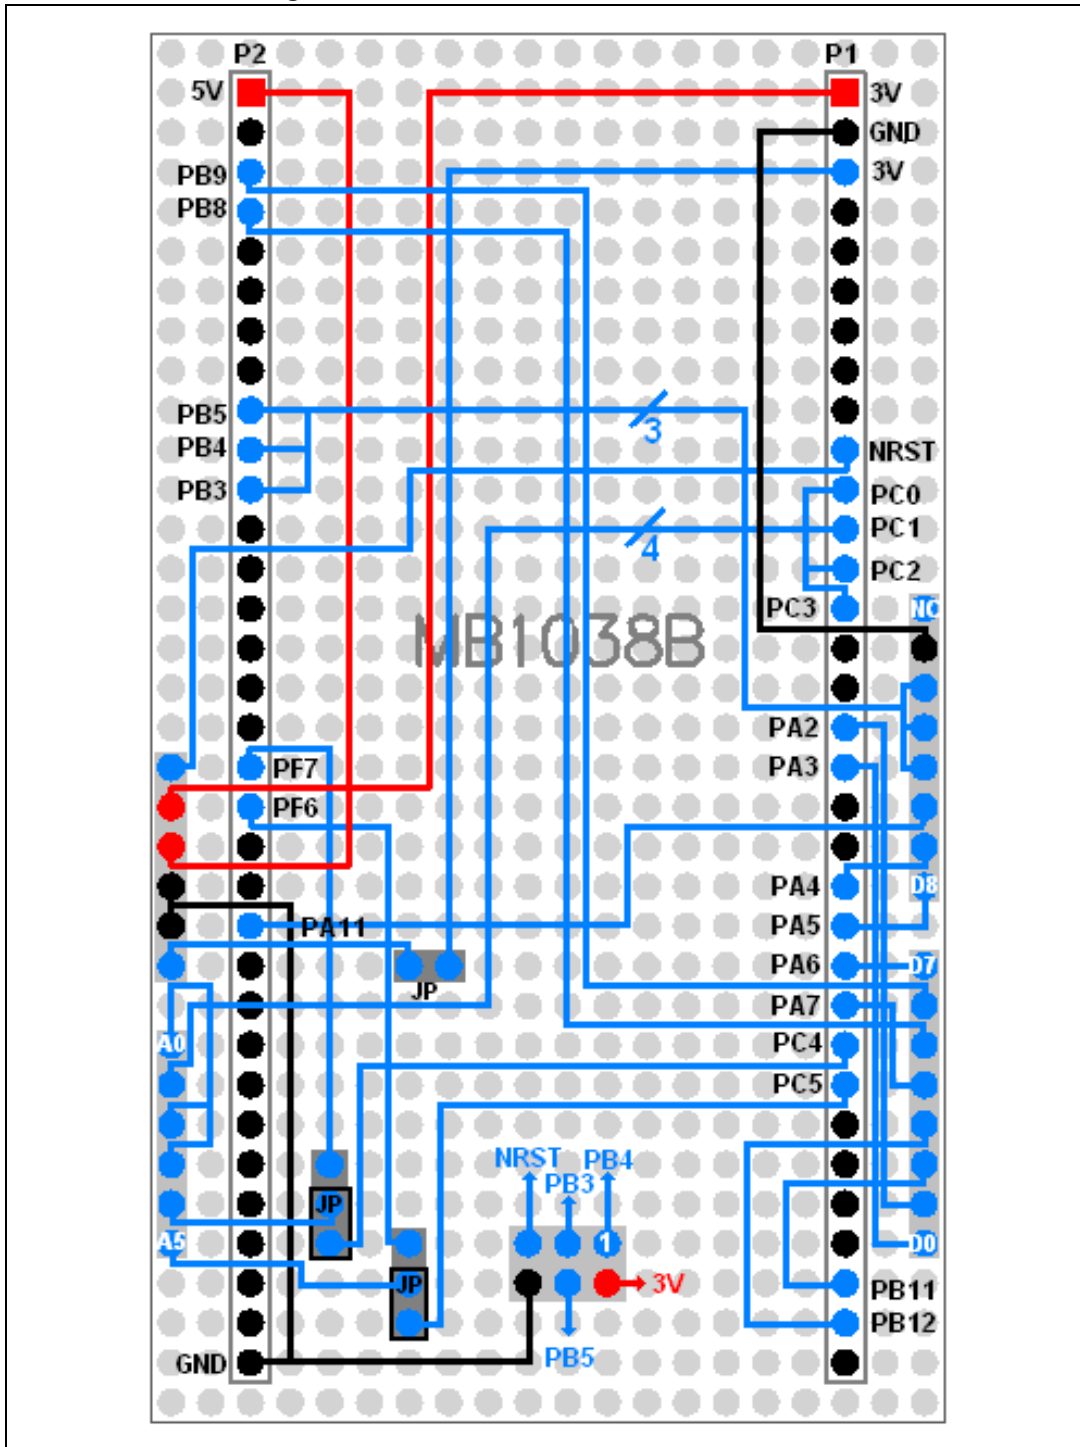 P2 P1
5V 3V
GND
PB9 3V
PB8
PB5
3
PB4 NRST
PB3 PC0
PC1
4
PC2
PC3 NC
MB1038B
PA2
PF7 PA3
PF6
PA4 D8
PA11 PA5
PA6 D7
JP
PA7
A0 PC4
PC5
NRST PB4
PB3
JP
A5 1 D0
JP 3V PB11
PB12
PB5
GND